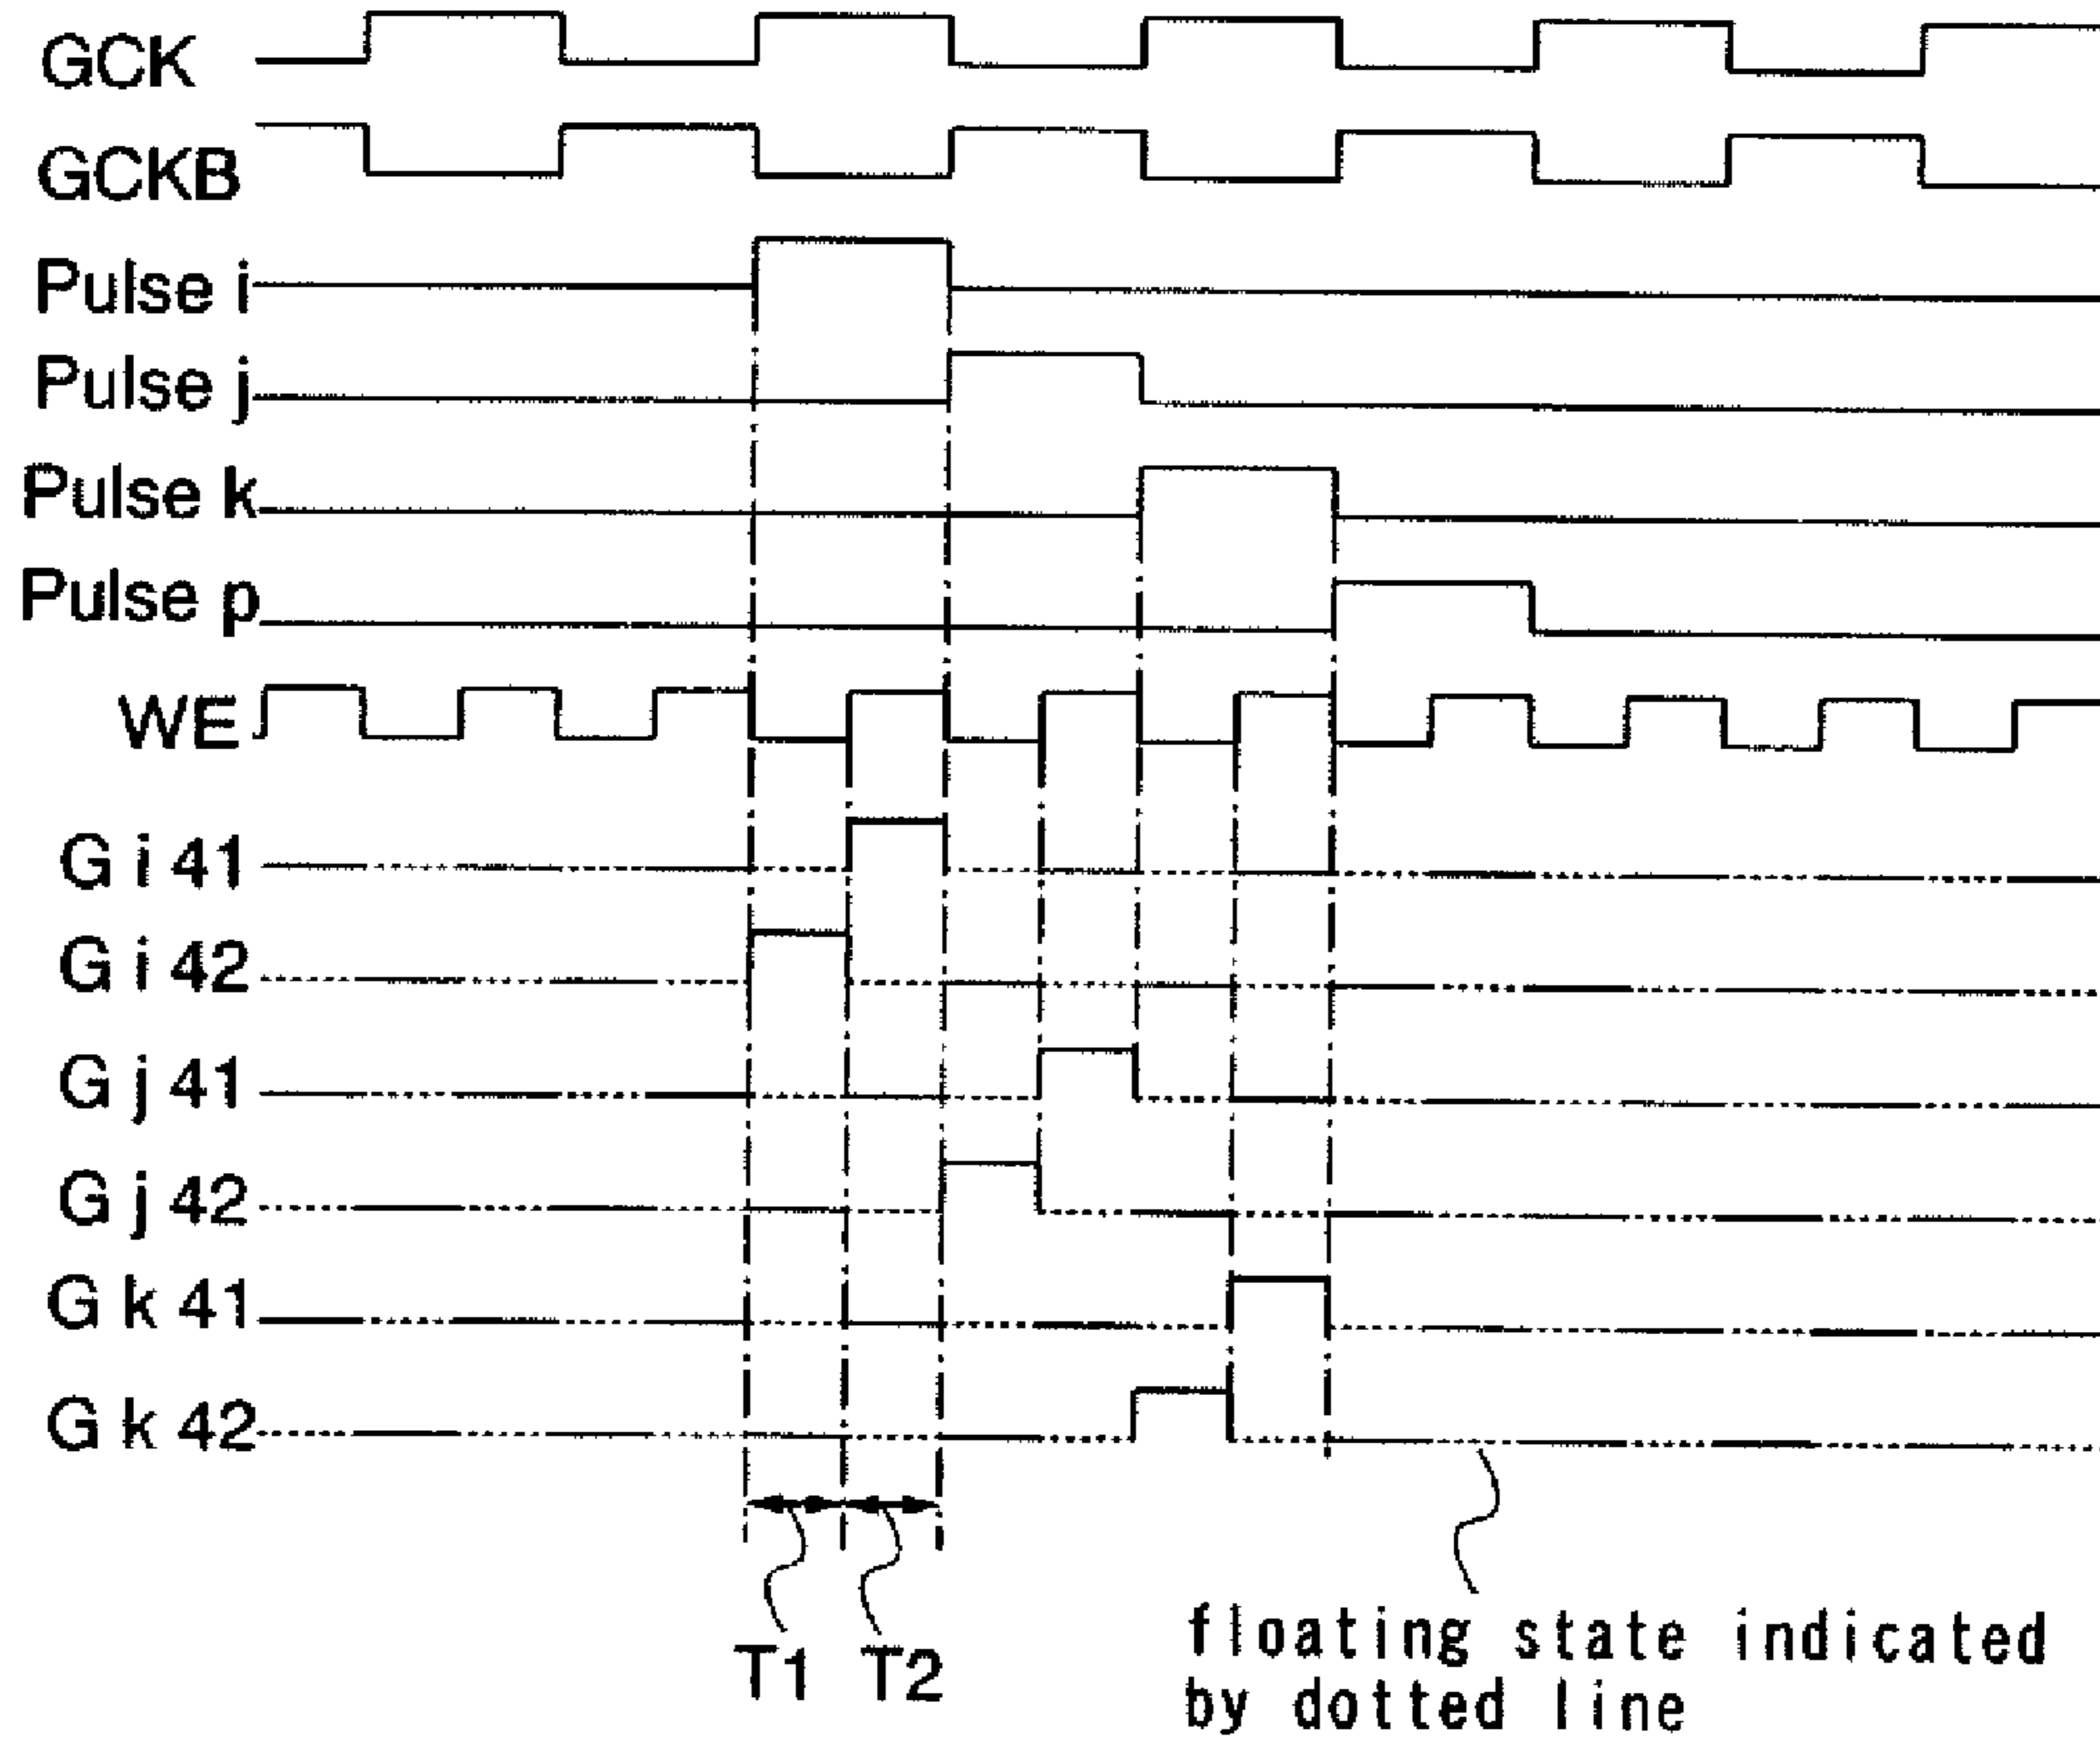 GCK
GCKB
Pulse i
Pulse j
Pulse k
Pulse p
WE
G i 41
G i 42
G j 41
G j 42
G k 41
G k 42
T1 T2
floating state indicated
by dotted line